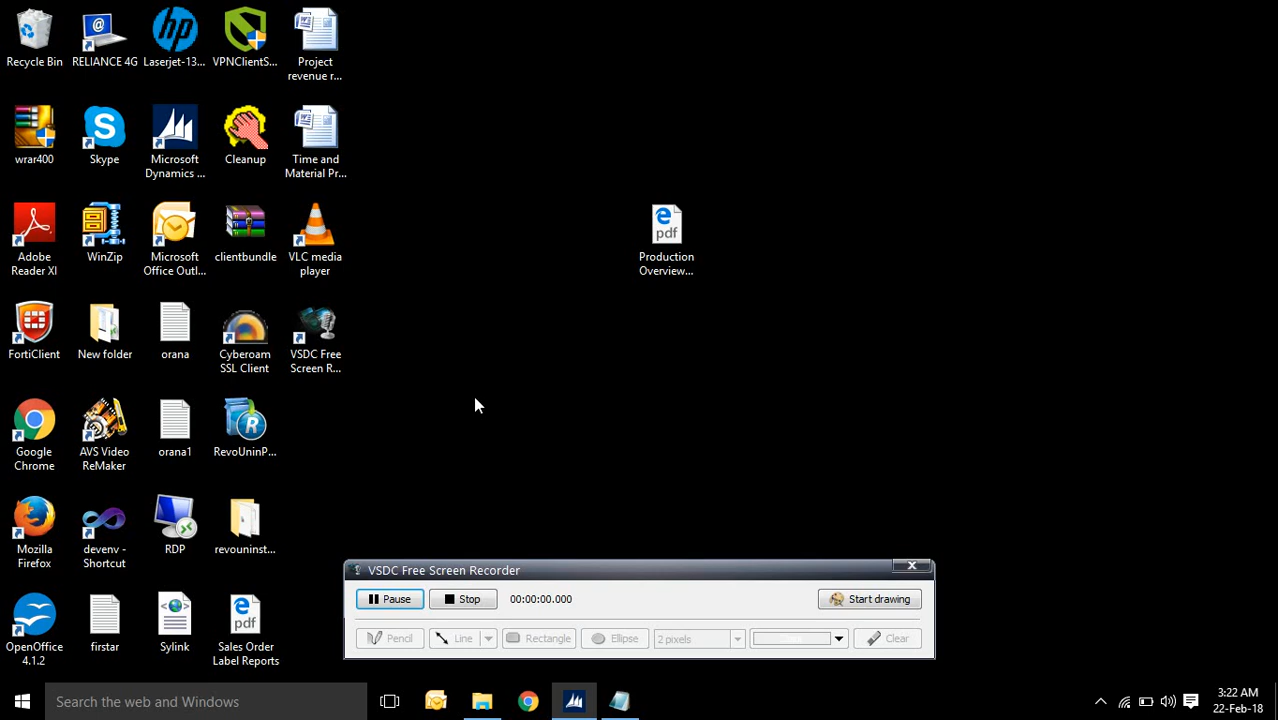 Recycle Bin
RELIANCE 4G
Laserjet-13...
VPNClientS...
Project
revenue r...
wrar400
Skype
Microsoft
Dynamics ...
Cleanup
Time and
Material Pr...
Adobe
Reader XI
WinZip
Microsoft
Office Outl...
clientbundle
VLC media
player
Production
Overview...
FortiClient
New folder
orana
Cyberoam
SSL Client
VSDC Free
Screen R...
Google
Chrome
AVS Video
ReMaker
orana1
RevoUninP...
Mozilla
Firefox
devenv -
Shortcut
RDP
revouninst...
OpenOffice
4.1.2
firstar
Sylink
Sales Order
Label Reports
VSDC Free Screen Recorder
Pause
Stop
00:00:00.000
Start drawing
Pencil
Line
Rectangle
Ellipse
2 pixels
Clear
Search the web and Windows
3:22 AM
22-Feb-18